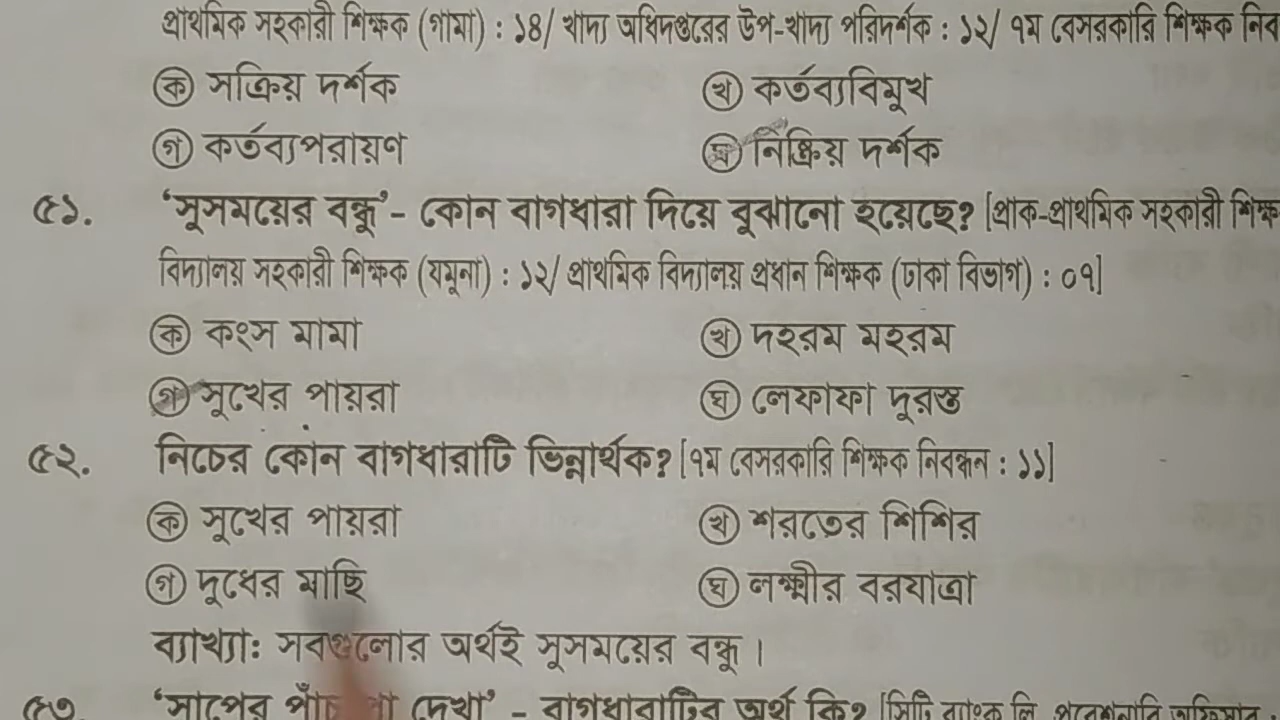 প্রাথমিক সহকারী শিক্ষক (গামা) : ১৪/ খাদ্য অধিদপ্তরের উপ-খাদ্য পরিদর্শক : ১২/ ৭ম বেসরকারি শিক্ষক নিব
ক সক্রিয় দর্শক খ কর্তব্যবিমুখ
গ কর্তব্যপরায়ণ ঘ নিষ্ক্রিয় দর্শক
৫১. ‘সুসময়ের বন্ধু’- কোন বাগধারা দিয়ে বুঝানো হয়েছে? [প্রাক-প্রাথমিক সহকারী শিক্ষ
বিদ্যালয় সহকারী শিক্ষক (যমুনা) : ১২/ প্রাথমিক বিদ্যালয় প্রধান শিক্ষক (ঢাকা বিভাগ) : ০৭]
ক কংস মামা খ দহরম মহরম
গ সুখের পায়রা ঘ লেফাফা দুরস্ত
৫২. নিচের কোন বাগধারাটি ভিন্নার্থক? [৭ম বেসরকারি শিক্ষক নিবন্ধন : ১১]
ক সুখের পায়রা খ শরতের শিশির
গ দুধের মাছি ঘ লক্ষ্মীর বরযাত্রা
ব্যাখ্যাঃ সবগুলোর অর্থই সুসময়ের বন্ধু।
৫৩. ‘সাপের পাঁচ পা দেখা’ - বাগধারাটির অর্থ কি? [সিটি ব্যাংক লি.